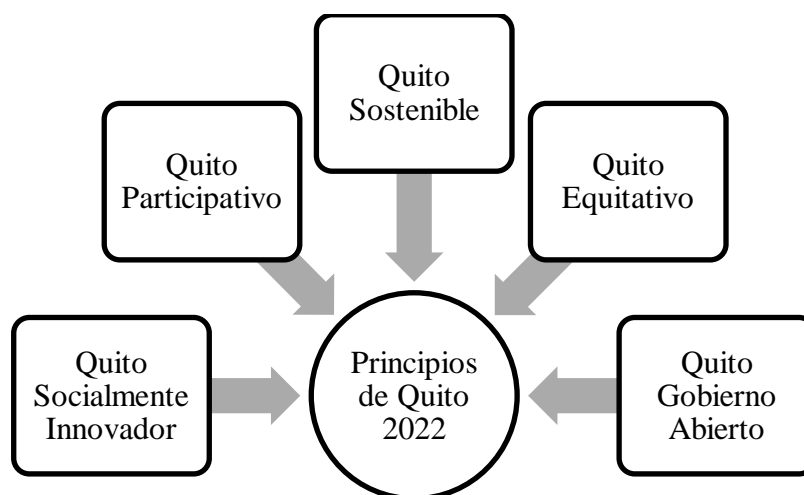 Quito
Sostenible
Quito
Participativo
Quito
Equitativo
Quito
Socialmente
Innovador
Principios
de Quito
2022
Quito
Gobierno
Abierto